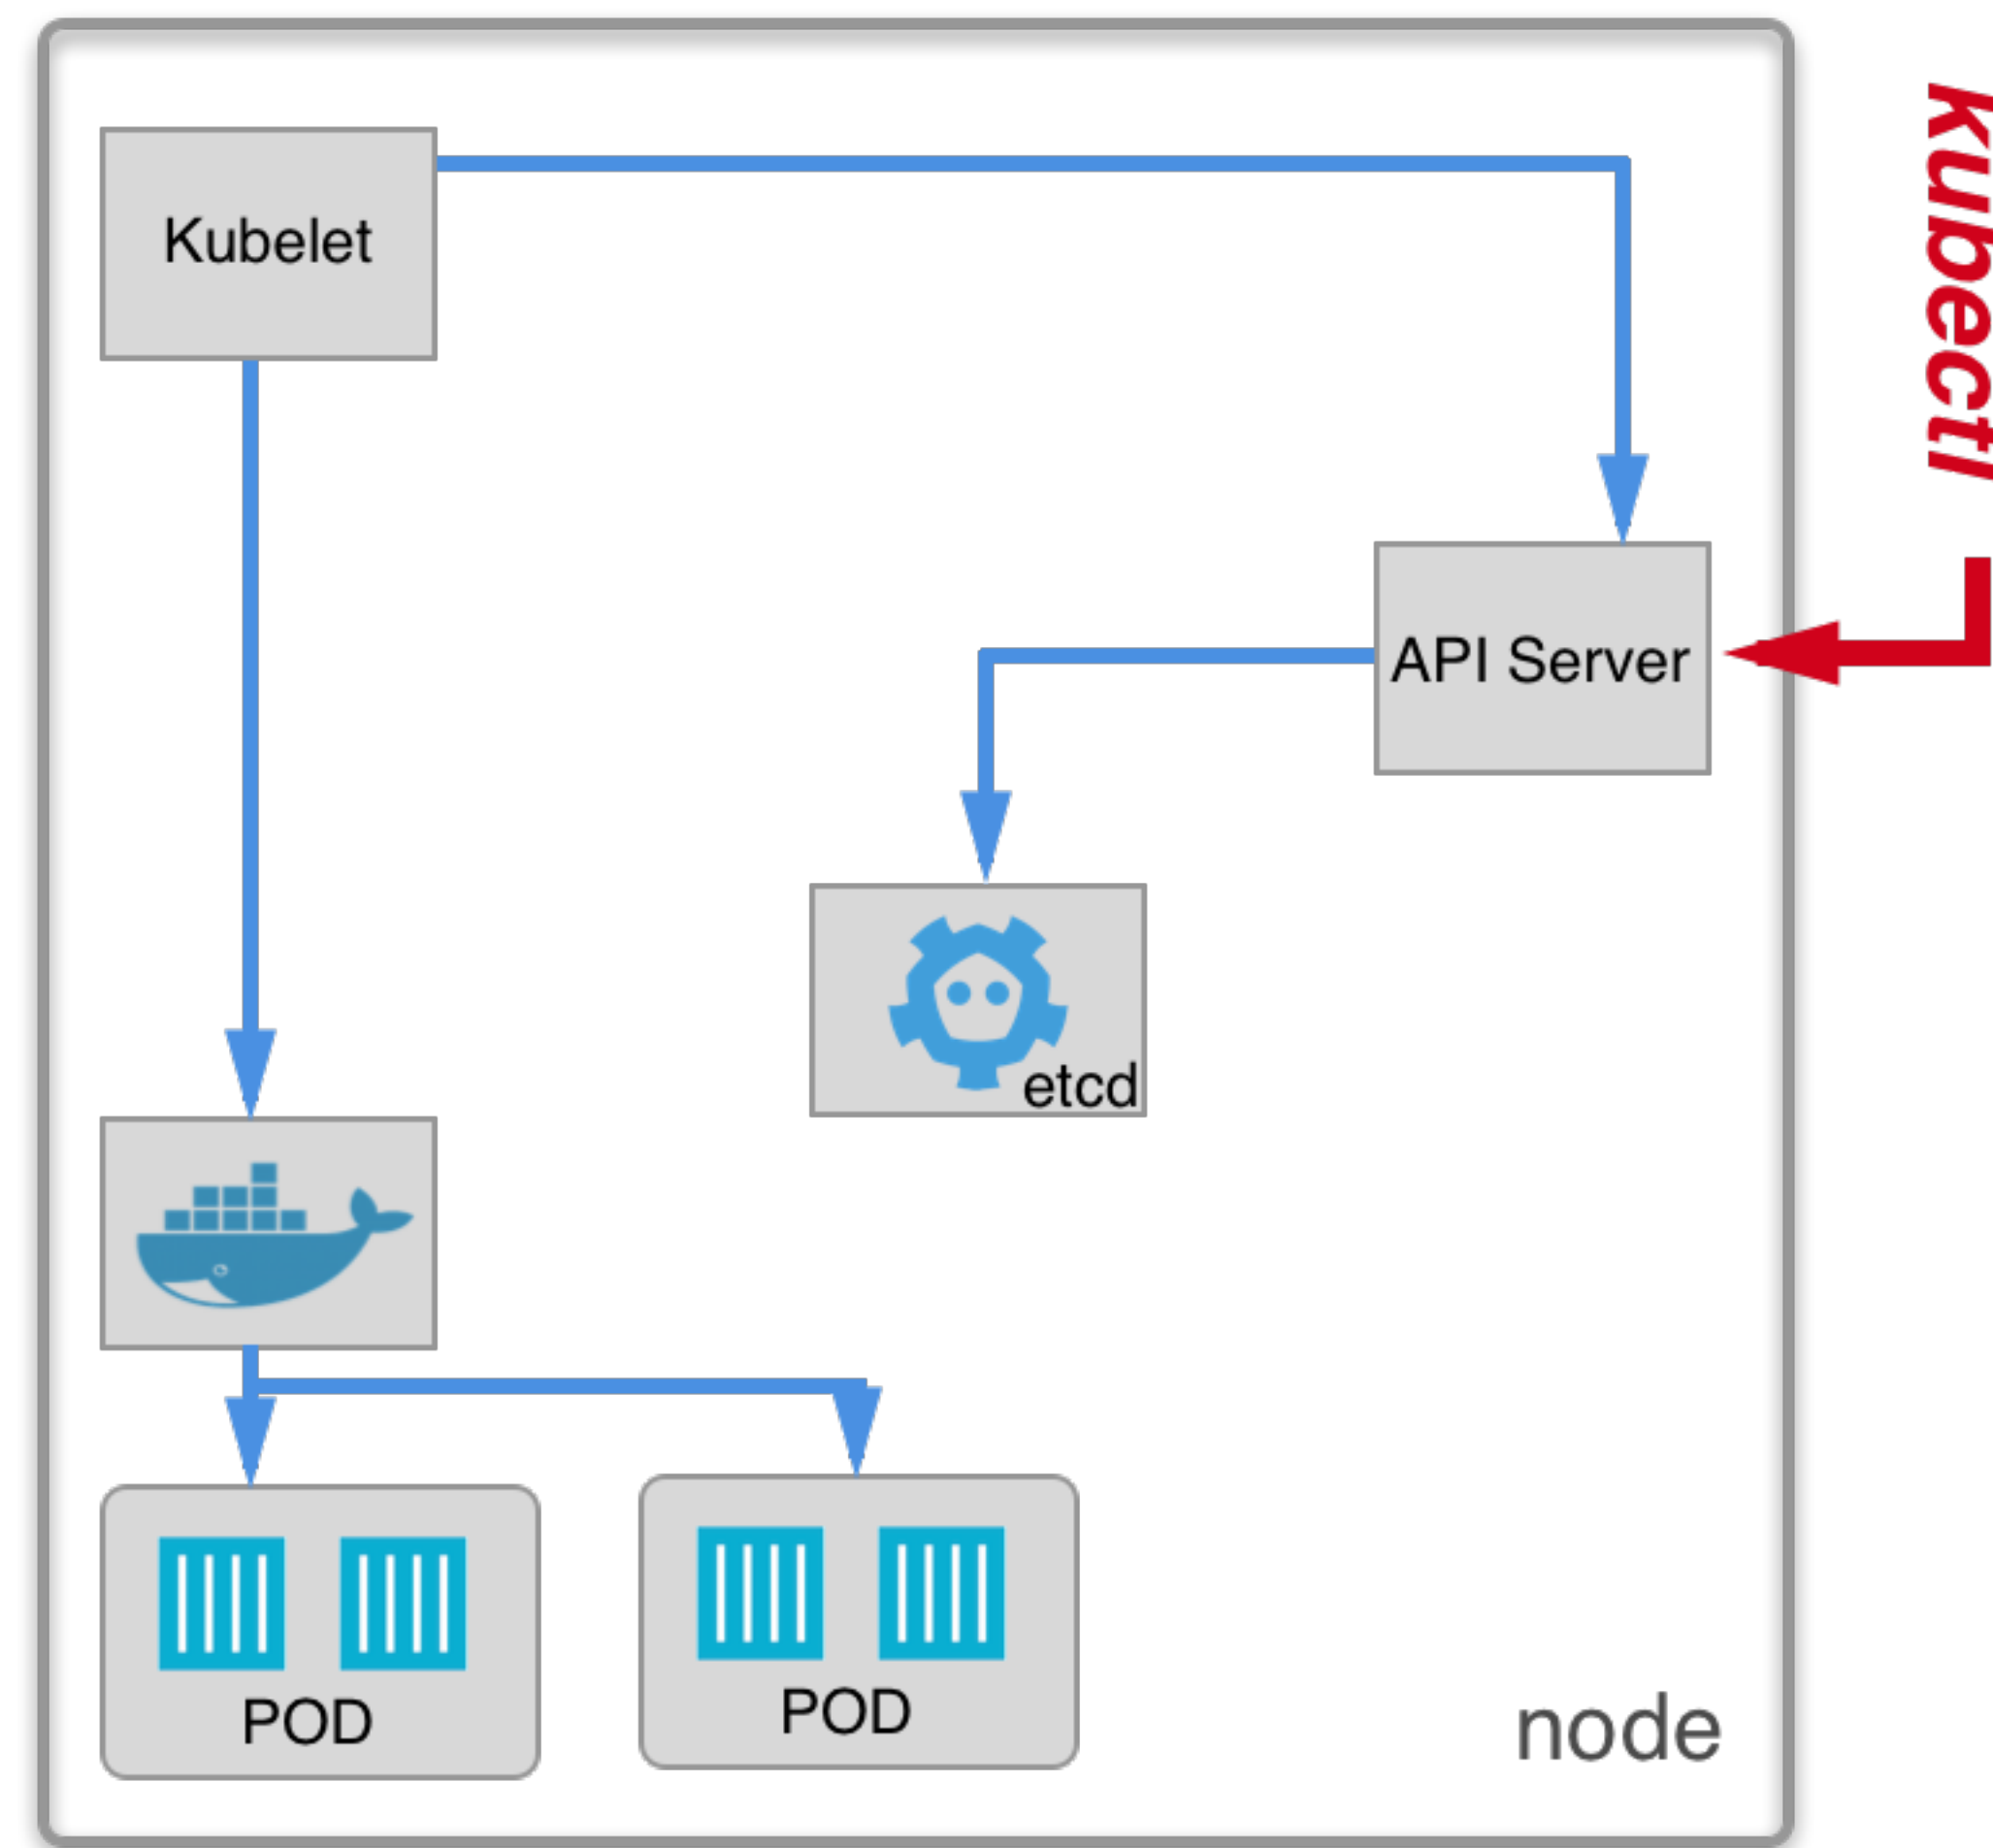 Kubelet
kubectl
API Server
etcd
POD
POD
node